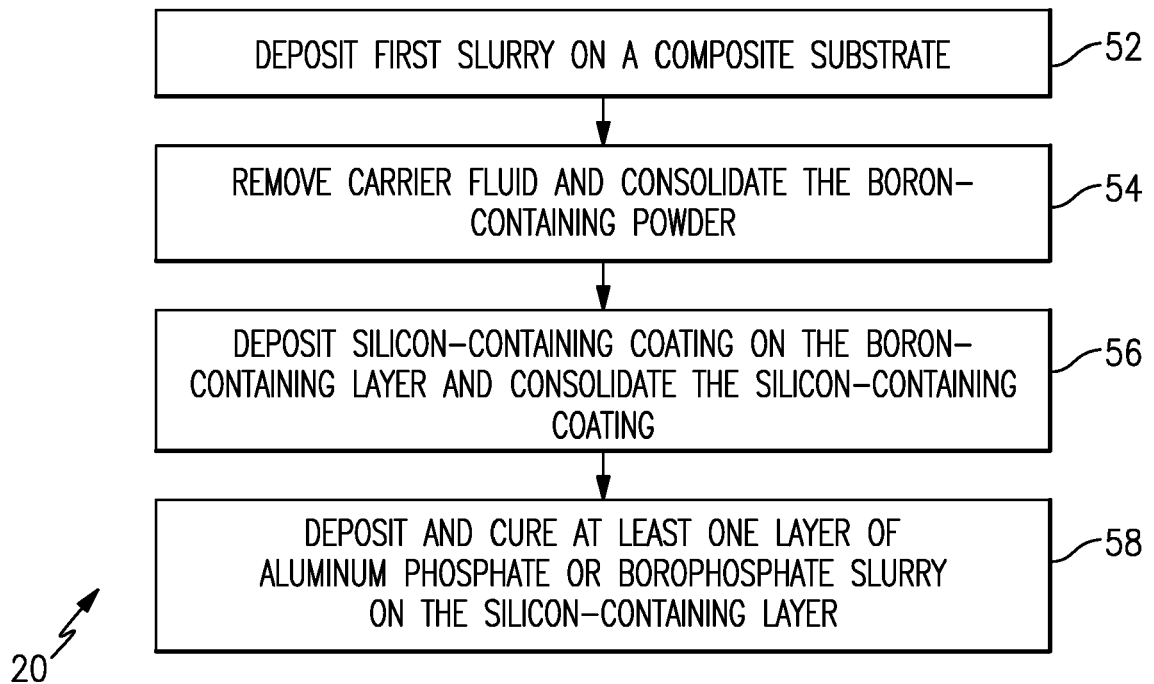 DEPOSIT FIRST SLURRY ON A COMPOSITE SUBSTRATE
52
REMOVE CARRIER FLUID AND CONSOLIDATE THE BORON-
CONTAINING POWDER
54
DEPOSIT SILICON-CONTAINING COATING ON THE BORON-
CONTAINING LAYER AND CONSOLIDATE THE SILICON-CONTAINING
COATING
56
DEPOSIT AND CURE AT LEAST ONE LAYER OF
ALUMINUM PHOSPHATE OR BOROPHOSPHATE SLURRY
ON THE SILICON-CONTAINING LAYER
58
20